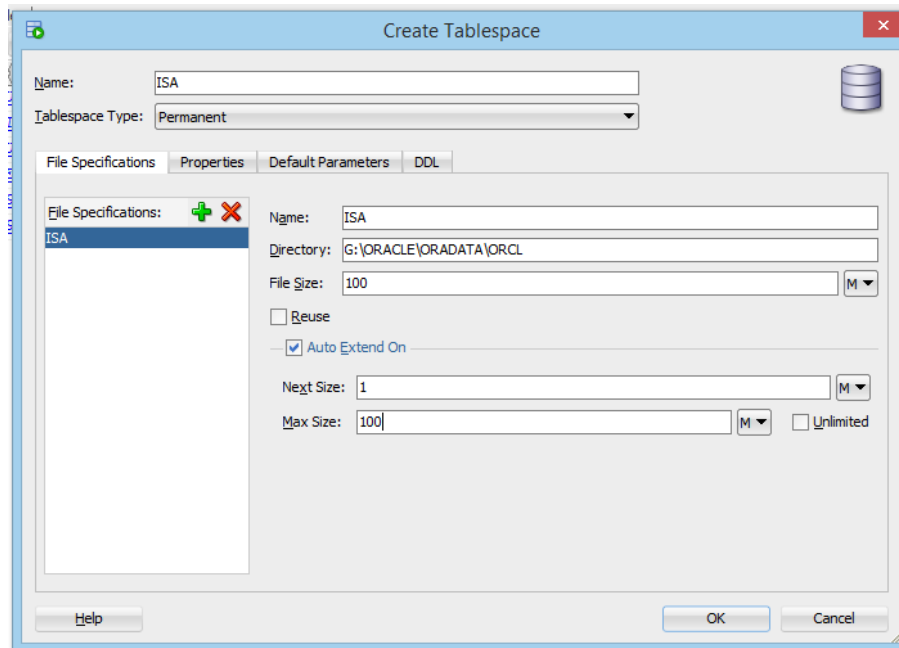 Create Tablespace
Name: ISA
Tablespace Type: Permanent
File Specifications Properties Default Parameters DDL
File Specifications:
ISA
Name: ISA
Directory: G:\ORACLE\ORADATA\ORCL
File Size: 100 M
Reuse
Auto Extend On
Next Size: 1 M
Max Size: 100 M Unlimited
Help OK Cancel